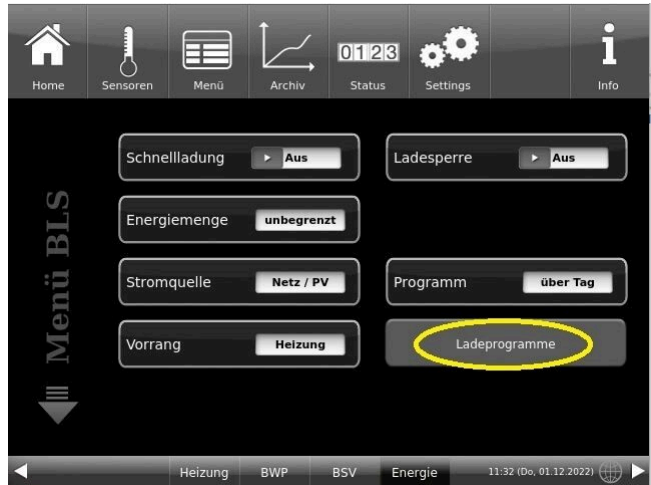 Home Sensoren Menü Archiv 0123 Status Settings i Info
Menü BLS
Schnellladung Aus Ladesperre Aus
Energiemenge unbegrenzt
Stromquelle Netz / PV Programm über Tag
Vorrang Heizung Ladeprogramme
Heizung BWP BSV Energie 11:32 (Do, 01.12.2022)